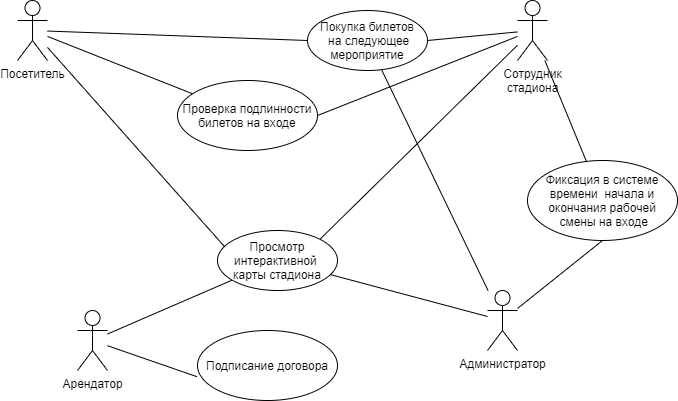 Посетитель
Покупка билетов
на следующее
мероприятие
Сотрудник
стадиона
Проверка подлинности
билетов на входе
Фиксация в системе
времени начала и
окончания рабочей
смены на входе
Просмотр
интерактивной
карты стадиона
Арендатор
Подписание договора
Администратор